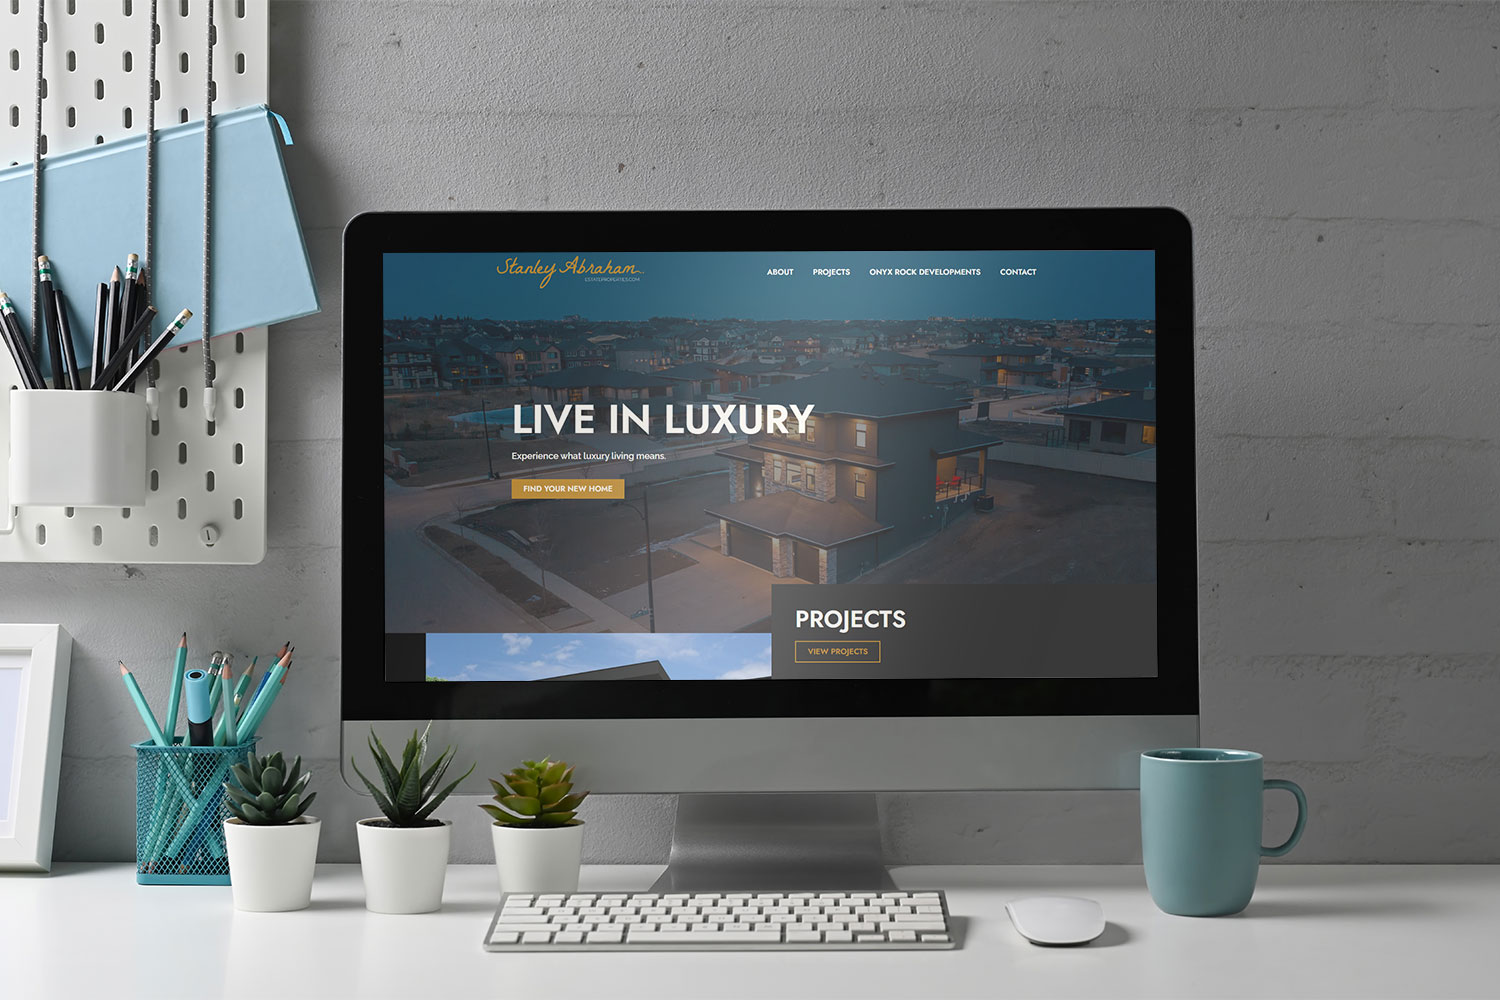 Stanley Abraham
ESTATEPROPERTIES.COM
ABOUT PROJECTS ONYX ROCK DEVELOPMENTS CONTACT
LIVE IN LUXURY
Experience what luxury living means.
FIND YOUR NEW HOME
PROJECTS
VIEW PROJECTS